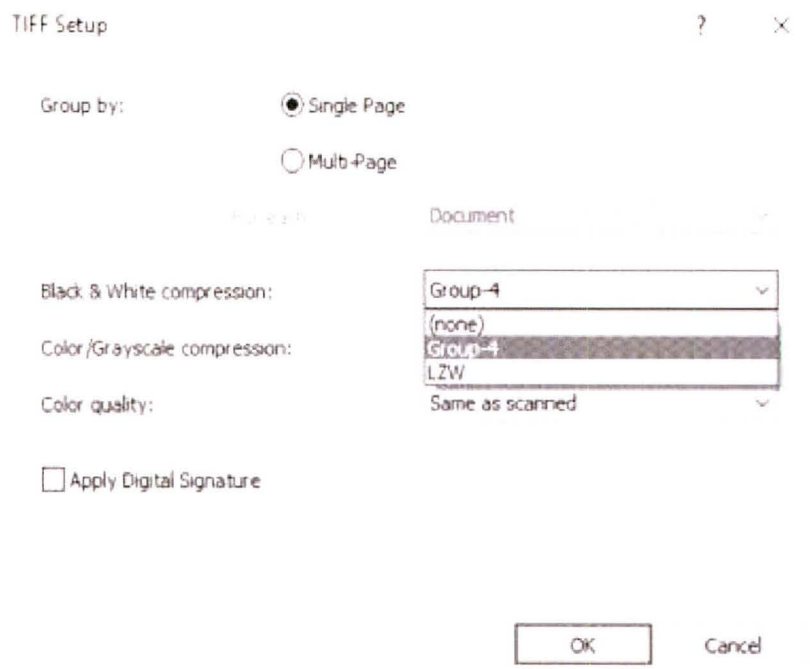 TIFF Setup ? ×
Group by: Single Page
Multi-Page
Document
Black & White compression: Group-4
(none)
Color/Grayscale compression: Group-4
LZW
Color quality: Same as scanned
Apply Digital Signature
OK Cancel